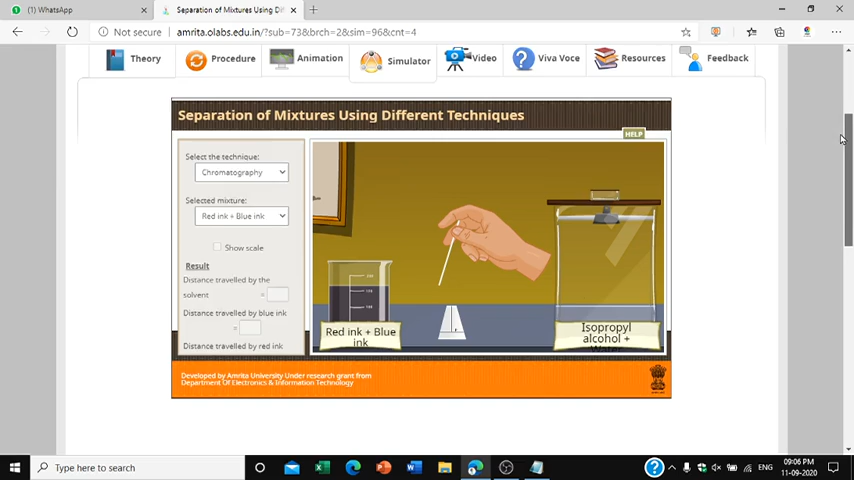 (1) WhatsApp
Separation of Mixtures Using Dif
Not secure
amrita.olabs.edu.in/?sub=73&brch=2&sim=96&cnt=4
Theory
Procedure
Animation
Simulator
Video
Viva Voce
Resources
Feedback
Separation of Mixtures Using Different Techniques
HELP
Select the technique:
Chromatography
Selected mixture:
Red ink + Blue ink
Show scale
Result
Distance travelled by the
solvent =
Distance travelled by blue ink
=
Distance travelled by red ink
Red ink + Blue
ink
Isopropyl
alcohol +
Water
Developed by Amrita University Under research grant from
Department Of Electronics & Information Technology
Type here to search
ENG
09:06 PM
11-09-2020